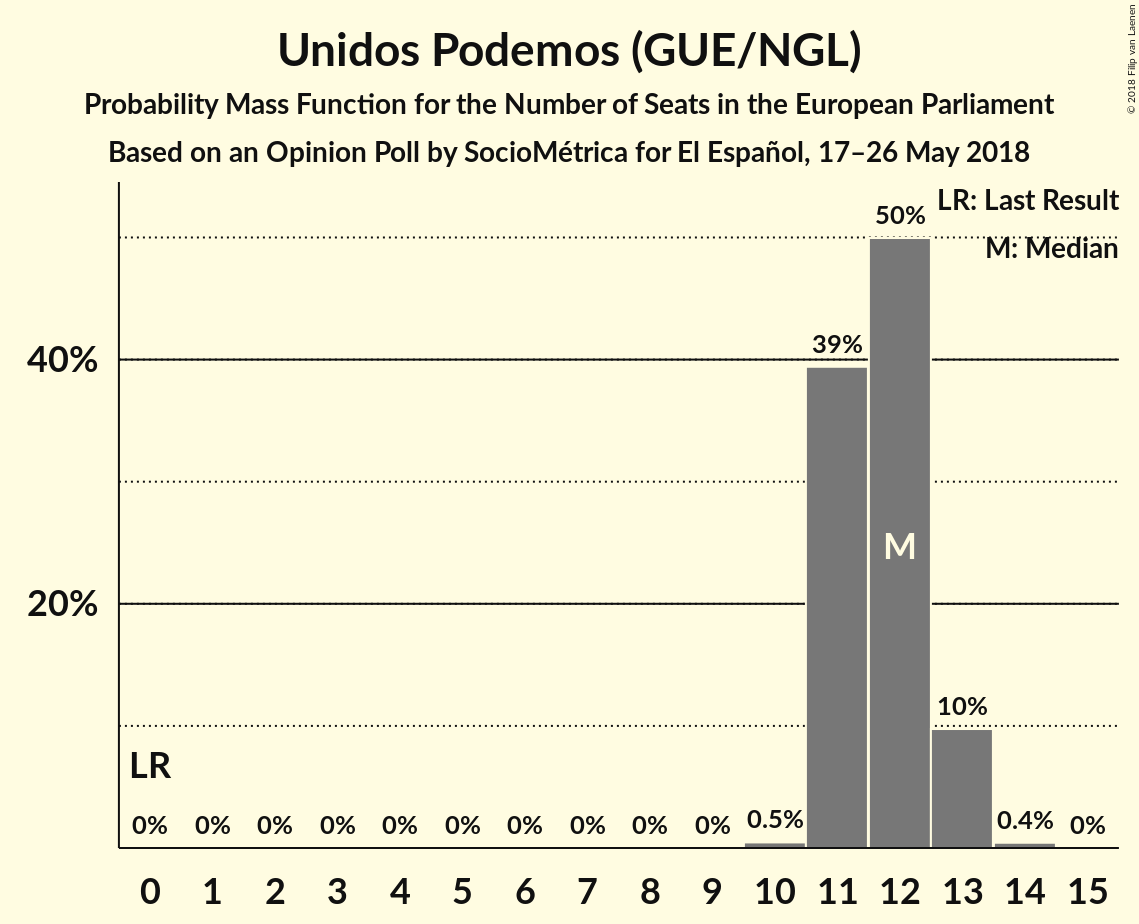 Unidos Podemos (GUE/NGL)
Probability Mass Function for the Number of Seats in the European Parliament
Based on an Opinion Poll by SocioMétrica for El Español, 17–26 May 2018
© 2018 Filip van Laenen
LR: Last Result
M: Median
50%
39%
40%
M
20%
10%
LR
0% 0% 0% 0% 0% 0% 0% 0% 0% 0% 0.5% 0.4% 0%
0 1 2 3 4 5 6 7 8 9 10 11 12 13 14 15